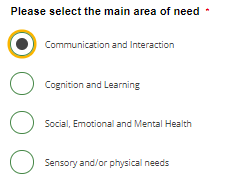 Please select the main area of need *
Communication and Interaction
Cognition and Learning
Social, Emotional and Mental Health
Sensory and/or physical needs